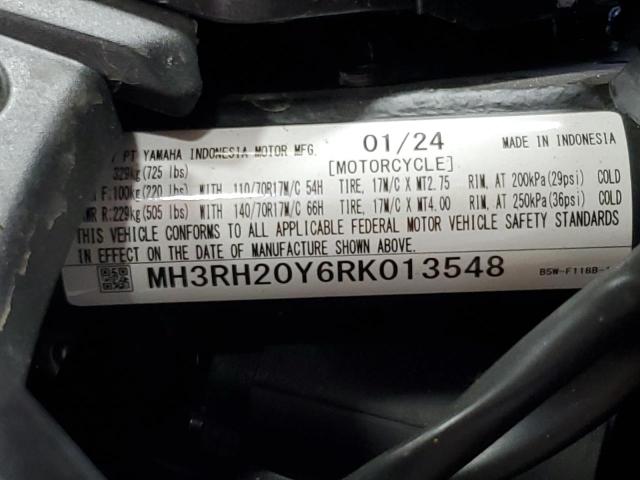 PT YAMAHA INDONESIA MOTOR MFG. 01/24 MADE IN INDONESIA
329kg(725 lbs) [MOTORCYCLE]
F:100kg(220 lbs) WITH 110/70R17M/C 54H TIRE, 17M/C X MT2.75 RIM, AT 200kPa(29psi) COLD
R:229kg(505 lbs) WITH 140/70R17M/C 66H TIRE, 17M/C X MT4.00 RIM, AT 250kPa(36psi) COLD
THIS VEHICLE CONFORMS TO ALL APPLICABLE FEDERAL MOTOR VEHICLE SAFETY STANDARDS
IN EFFECT ON THE DATE OF MANUFACTURE SHOWN ABOVE.
MH3RH20Y6RK013548 B5W-F118B-